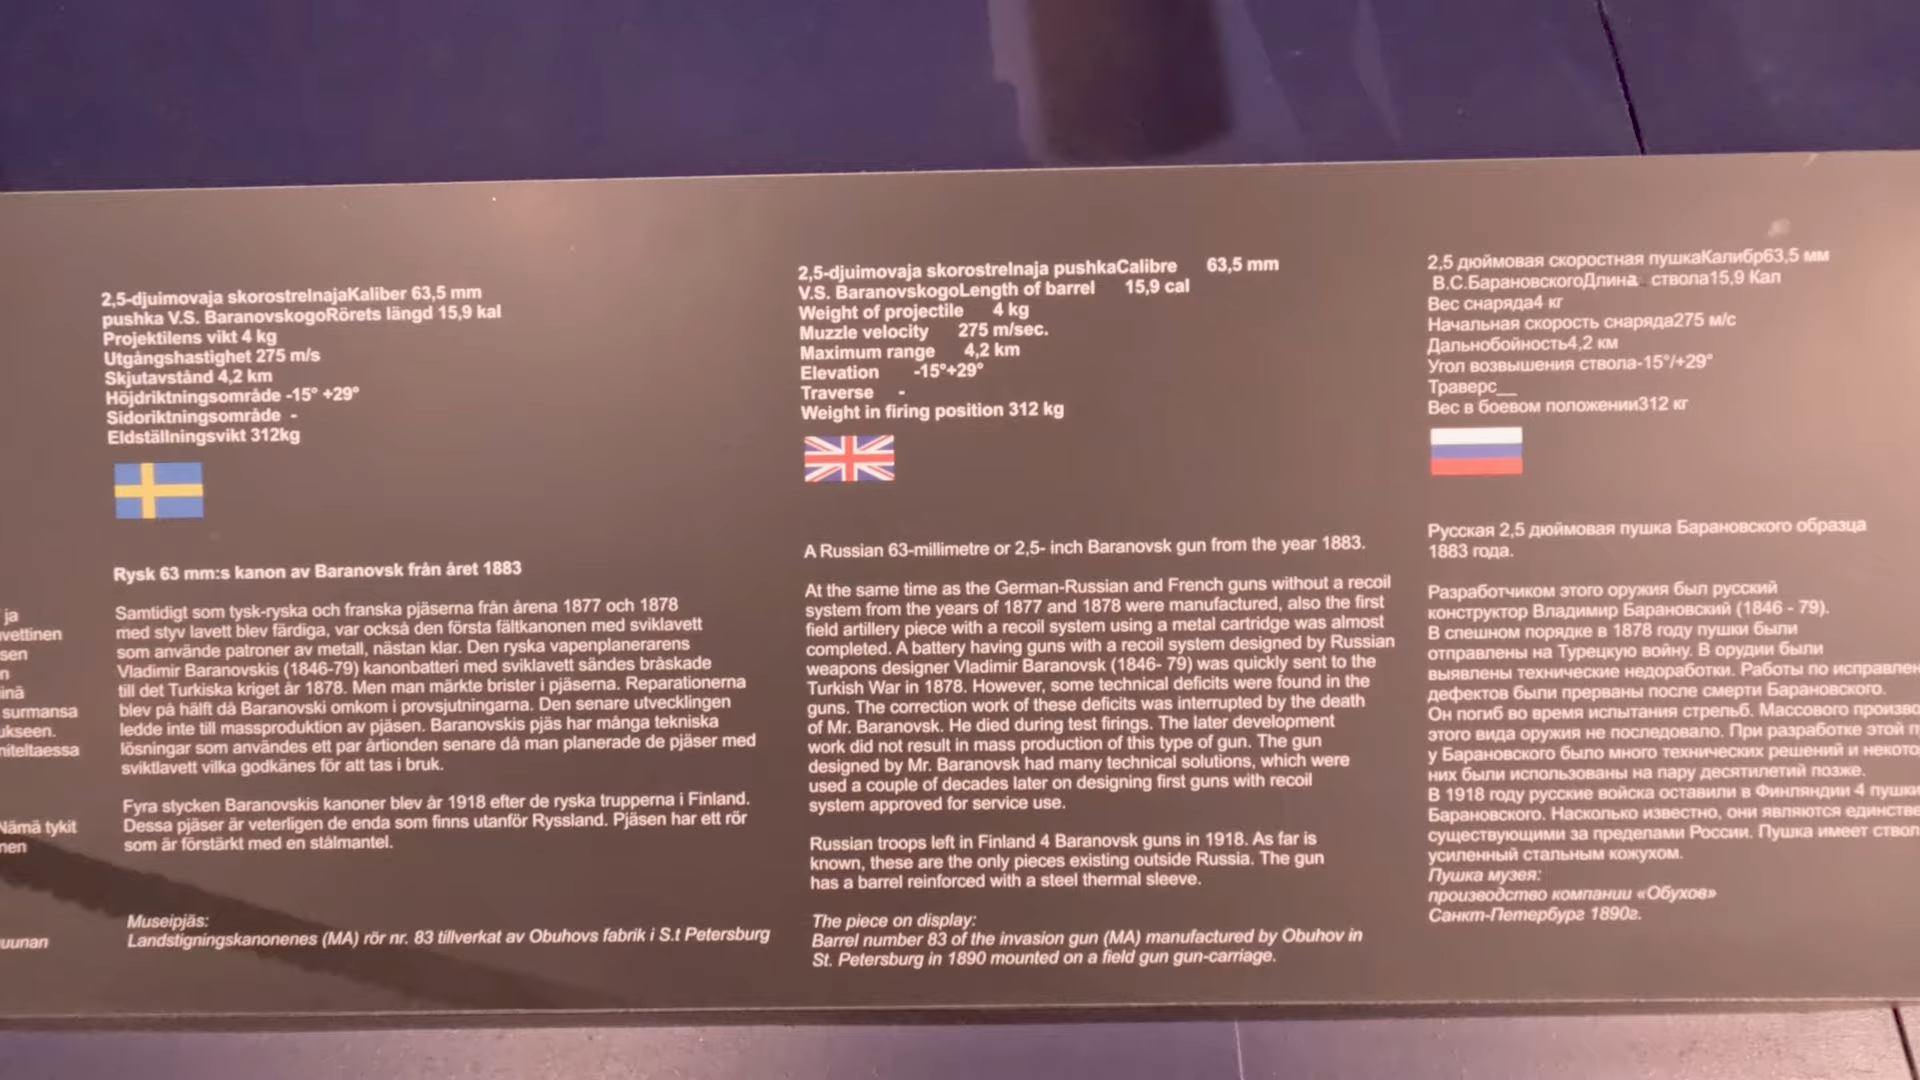 ja
vettinen
sen
n
inä
surmansa
ukseen.
niteltaessa
Nämä tykit
nen
uunan
2,5-djuimovaja skorostrelnajaKaliber 63,5 mm
pushka V.S. BaranovskogoRörets längd 15,9 kal
Projektilens vikt 4 kg
Utgångshastighet 275 m/s
Skjutavstånd 4,2 km
Höjdriktningsområde -15° +29°
Sidoriktningsområde -
Eldställningsvikt 312kg
Rysk 63 mm:s kanon av Baranovsk från året 1883
Samtidigt som tysk-ryska och franska pjäserna från årena 1877 och 1878
med styv lavett blev färdiga, var också den första fältkanonen med sviklavett
som använde patroner av metall, nästan klar. Den ryska vapenplanerarens
Vladimir Baranovskis (1846-79) kanonbatteri med sviklavett sändes bråskade
till det Turkiska kriget år 1878. Men man märkte brister i pjäserna. Reparationerna
blev på hälft då Baranovski omkom i provsjutningarna. Den senare utvecklingen
ledde inte till massproduktion av pjäsen. Baranovskis pjäs har många tekniska
lösningar som användes ett par årtionden senare då man planerade de pjäser med
sviktlavett vilka godkänes för att tas i bruk.
Fyra stycken Baranovskis kanoner blev år 1918 efter de ryska trupperna i Finland.
Dessa pjäser är veterligen de enda som finns utanför Ryssland. Pjäsen har ett rör
som är förstärkt med en stålmantel.
Museipjäs:
Landstigningskanonenes (MA) rör nr. 83 tillverkat av Obuhovs fabrik i S.t Petersburg
2,5-djuimovaja skorostrelnaja pushkaCalibre 63,5 mm
V.S. BaranovskogoLength of barrel 15,9 cal
Weight of projectile 4 kg
Muzzle velocity 275 m/sec.
Maximum range 4,2 km
Elevation -15°+29°
Traverse -
Weight in firing position 312 kg
A Russian 63-millimetre or 2,5- inch Baranovsk gun from the year 1883.
At the same time as the German-Russian and French guns without a recoil
system from the years of 1877 and 1878 were manufactured, also the first
field artillery piece with a recoil system using a metal cartridge was almost
completed. A battery having guns with a recoil system designed by Russian
weapons designer Vladimir Baranovsk (1846- 79) was quickly sent to the
Turkish War in 1878. However, some technical deficits were found in the
guns. The correction work of these deficits was interrupted by the death
of Mr. Baranovsk. He died during test firings. The later development
work did not result in mass production of this type of gun. The gun
designed by Mr. Baranovsk had many technical solutions, which were
used a couple of decades later on designing first guns with recoil
system approved for service use.
Russian troops left in Finland 4 Baranovsk guns in 1918. As far is
known, these are the only pieces existing outside Russia. The gun
has a barrel reinforced with a steel thermal sleeve.
The piece on display:
Barrel number 83 of the invasion gun (MA) manufactured by Obuhov in
St. Petersburg in 1890 mounted on a field gun gun-carriage.
2,5 дюймовая скоростная пушкаКалибр63,5 мм
В.С.БарановскогоДлина ствола15,9 Кал
Вес снаряда4 кг
Начальная скорость снаряда275 м/с
Дальнобойность4,2 км
Угол возвышения ствола-15°/+29°
Траверс__
Вес в боевом положении312 кг
Русская 2,5 дюймовая пушка Барановского образца
1883 года.
Разработчиком этого оружия был русский
конструктор Владимир Барановский (1846 - 79).
В спешном порядке в 1878 году пушки были
отправлены на Турецкую войну. В орудии были
выявлены технические недоработки. Работы по исправлен
дефектов были прерваны после смерти Барановского.
Он погиб во время испытания стрельб. Массового произво
этого вида оружия не последовало. При разработке этой п
у Барановского было много технических решений и некото
них были использованы на пару десятилетий позже.
В 1918 году русские войска оставили в Финляндии 4 пушки
Барановского. Насколько известно, они являются единстве
существующими за пределами России. Пушка имеет ствол
усиленный стальным кожухом.
Пушка музея:
производство компании «Обухов»
Санкт-Петербург 1890г.